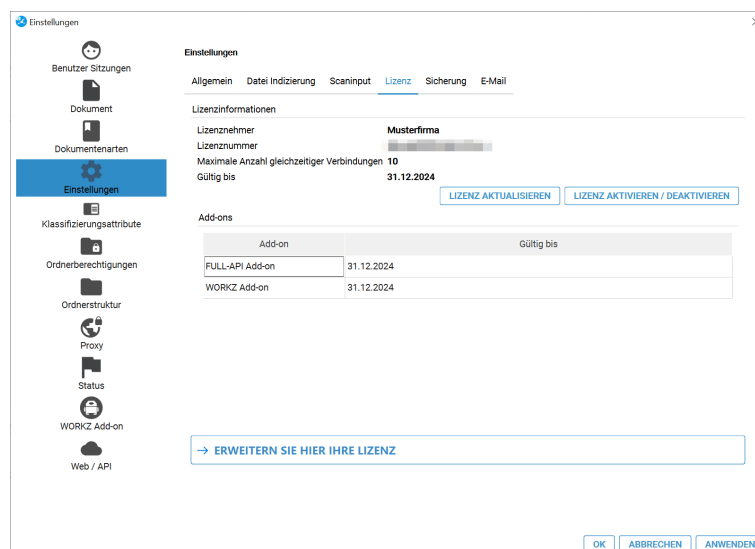 Einstellungen
Benutzer Sitzungen
Dokument
Dokumentenarten
Einstellungen
Klassifizierungsattribute
Ordnerberechtigungen
Ordnerstruktur
Proxy
Status
WORKZ Add-on
Web / API
Einstellungen
Allgemein Datei Indizierung Scaninput Lizenz Sicherung E-Mail
Lizenzinformationen
Lizenznehmer Musterfirma
Lizenznummer
Maximale Anzahl gleichzeitiger Verbindungen 10
Gültig bis 31.12.2024
LIZENZ AKTUALISIEREN LIZENZ AKTIVIEREN / DEAKTIVIEREN
Add-ons
Add-on Gültig bis
FULL-API Add-on 31.12.2024
WORKZ Add-on 31.12.2024
→ ERWEITERN SIE HIER IHRE LIZENZ
OK ABBRECHEN ANWENDEN